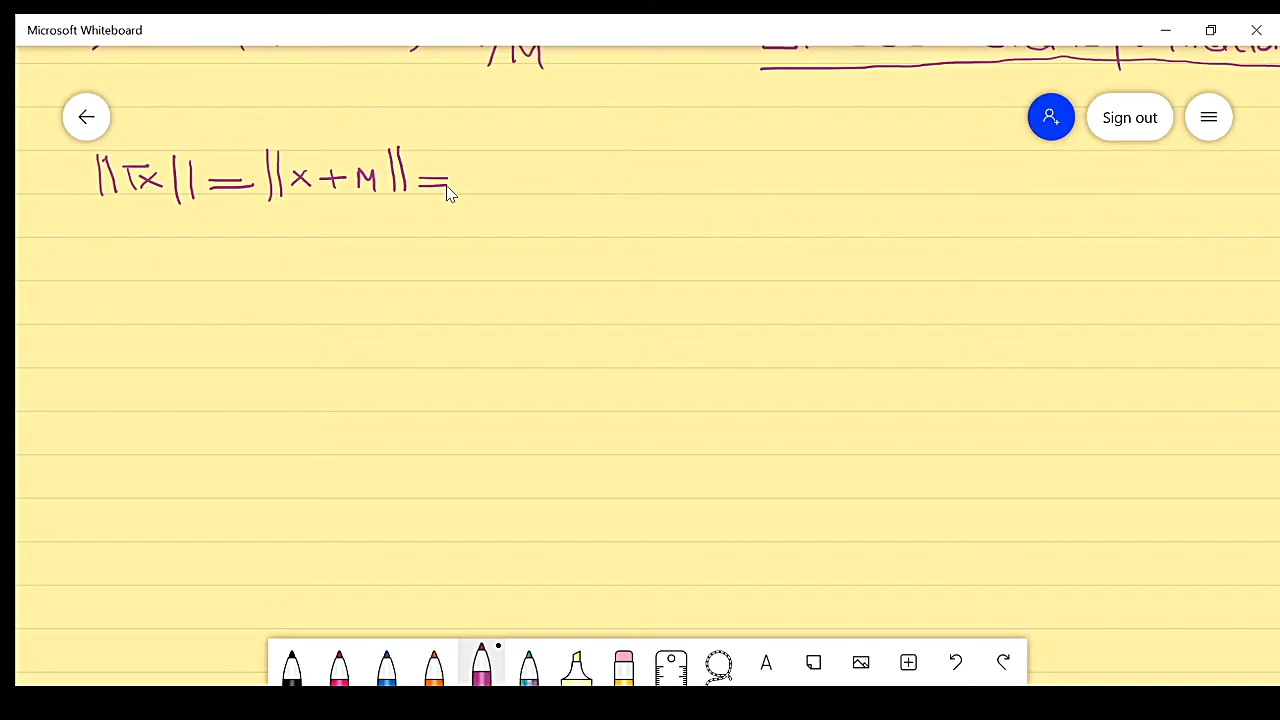 Microsoft Whiteboard
/M
Sign out
||Tx|| = ||x + M|| =
A